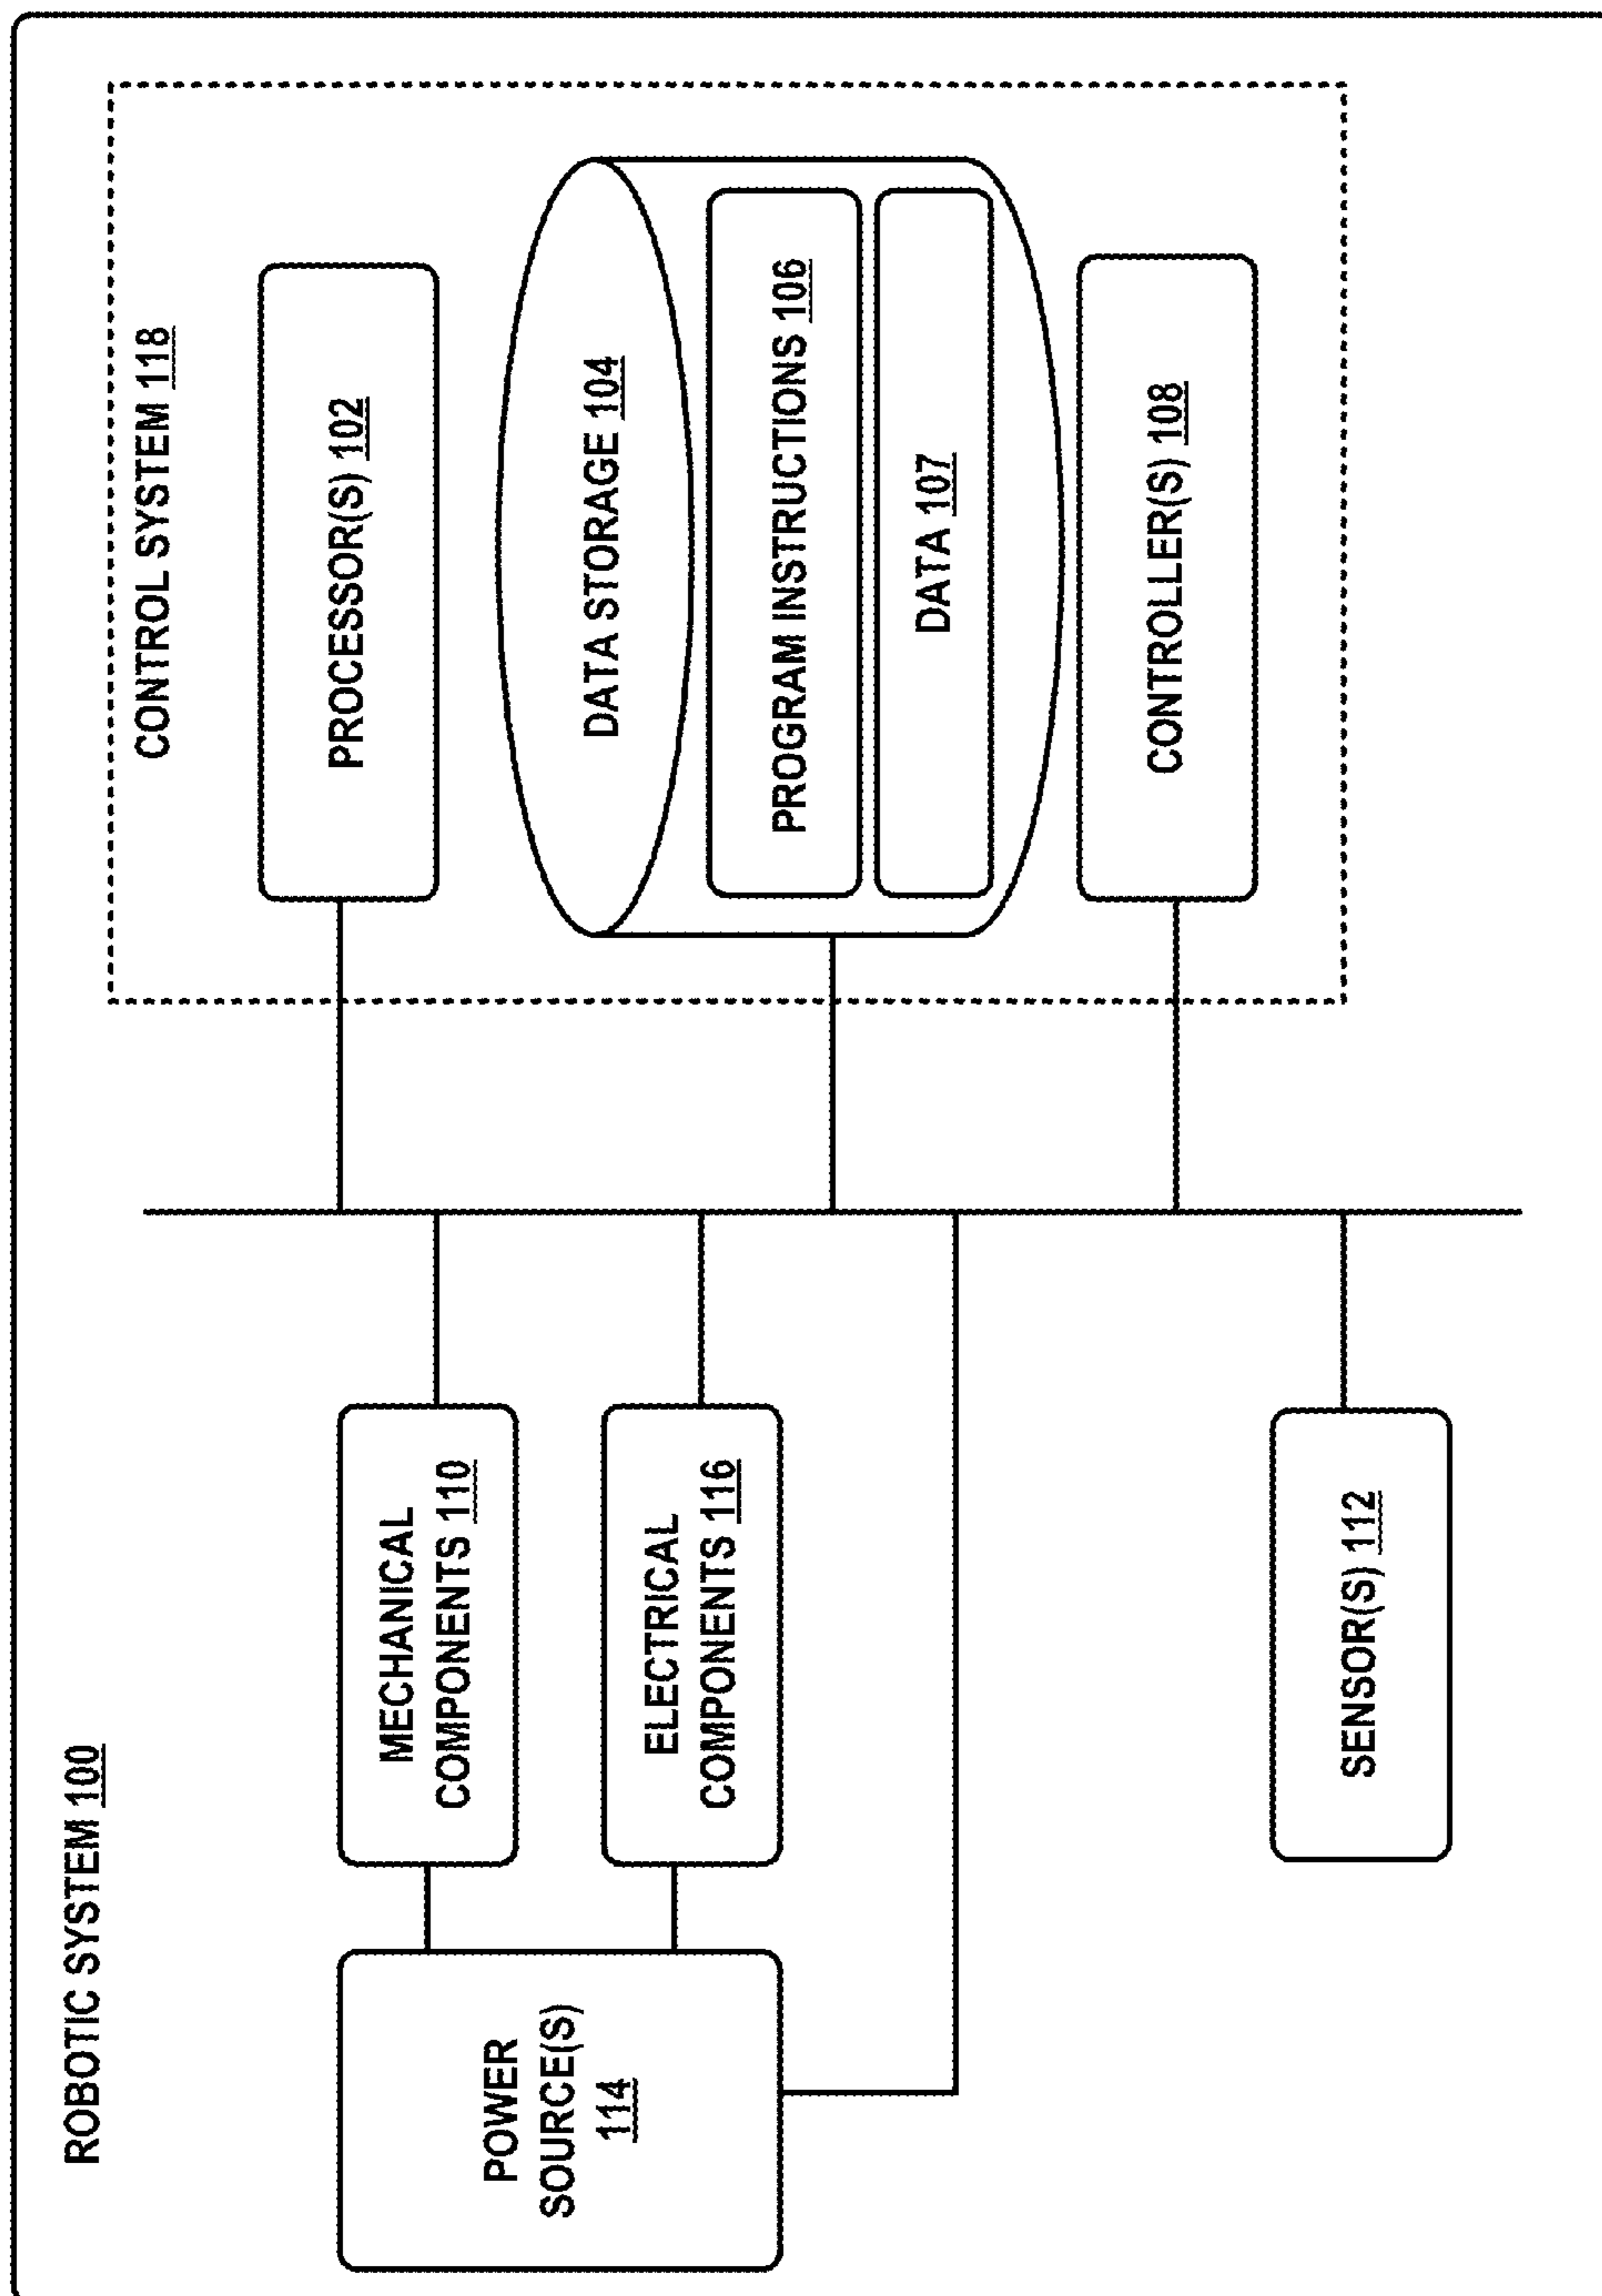 ROBOTIC SYSTEM 100
CONTROL SYSTEM 118
PROCESSOR(S) 102
DATA STORAGE 104
PROGRAM INSTRUCTIONS 106
DATA 107
CONTROLLER(S) 108
MECHANICAL
COMPONENTS 110
ELECTRICAL
COMPONENTS 116
POWER
SOURCE(S)
114
SENSOR(S) 112